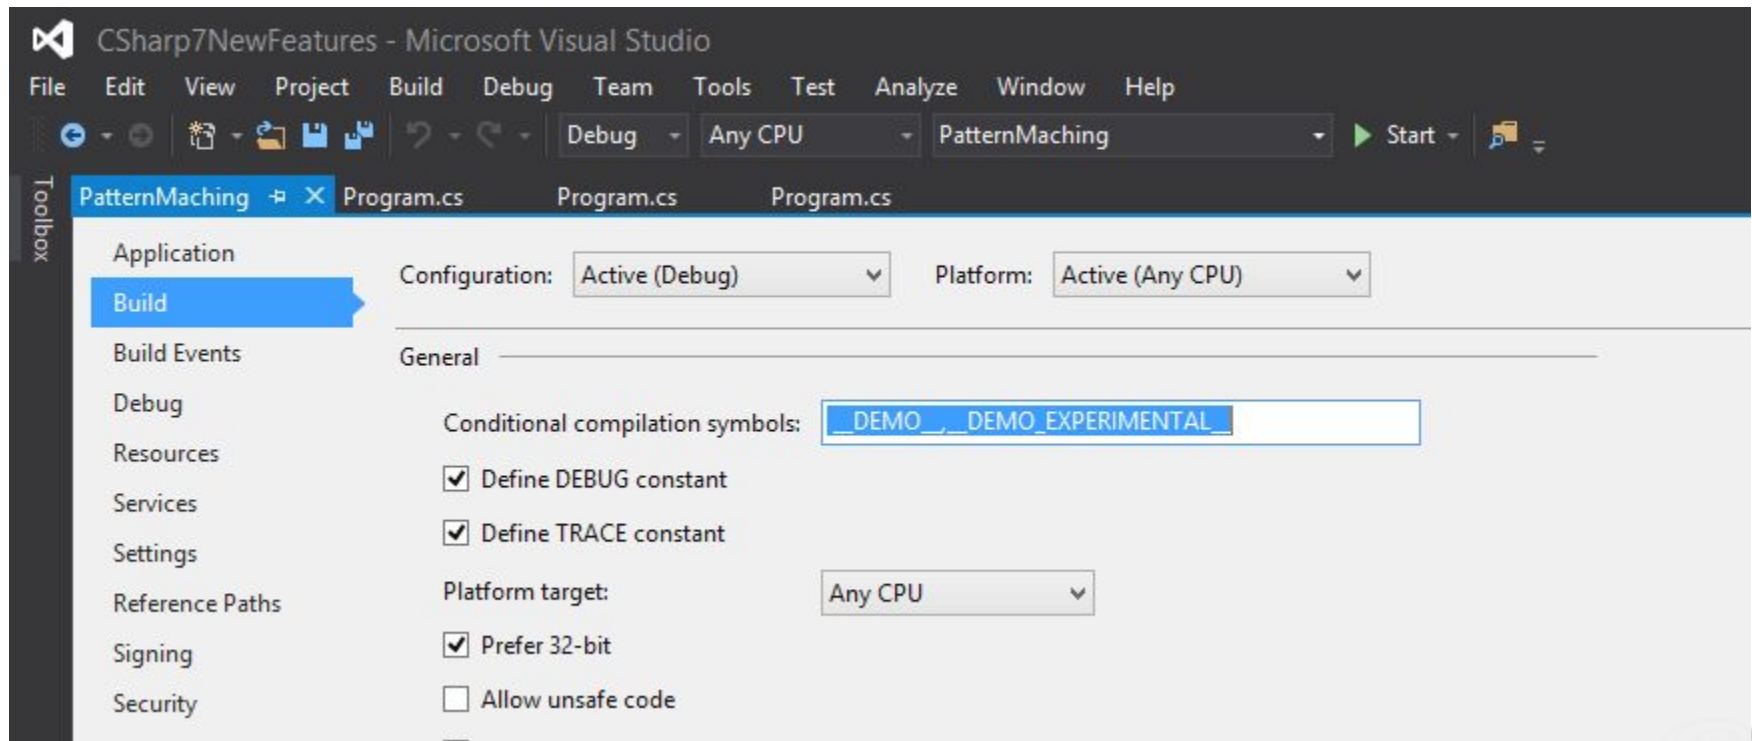 CSharp7NewFeatures - Microsoft Visual Studio
File Edit View Project Build Debug Team Tools Test Analyze Window Help
Debug Any CPU PatternMaching Start
Toolbox
PatternMaching Program.cs Program.cs Program.cs
Application
Build
Build Events
Debug
Resources
Services
Settings
Reference Paths
Signing
Security
Configuration: Active (Debug) Platform: Active (Any CPU)
General
Conditional compilation symbols: __DEMO__,__DEMO_EXPERIMENTAL__
Define DEBUG constant
Define TRACE constant
Platform target: Any CPU
Prefer 32-bit
Allow unsafe code